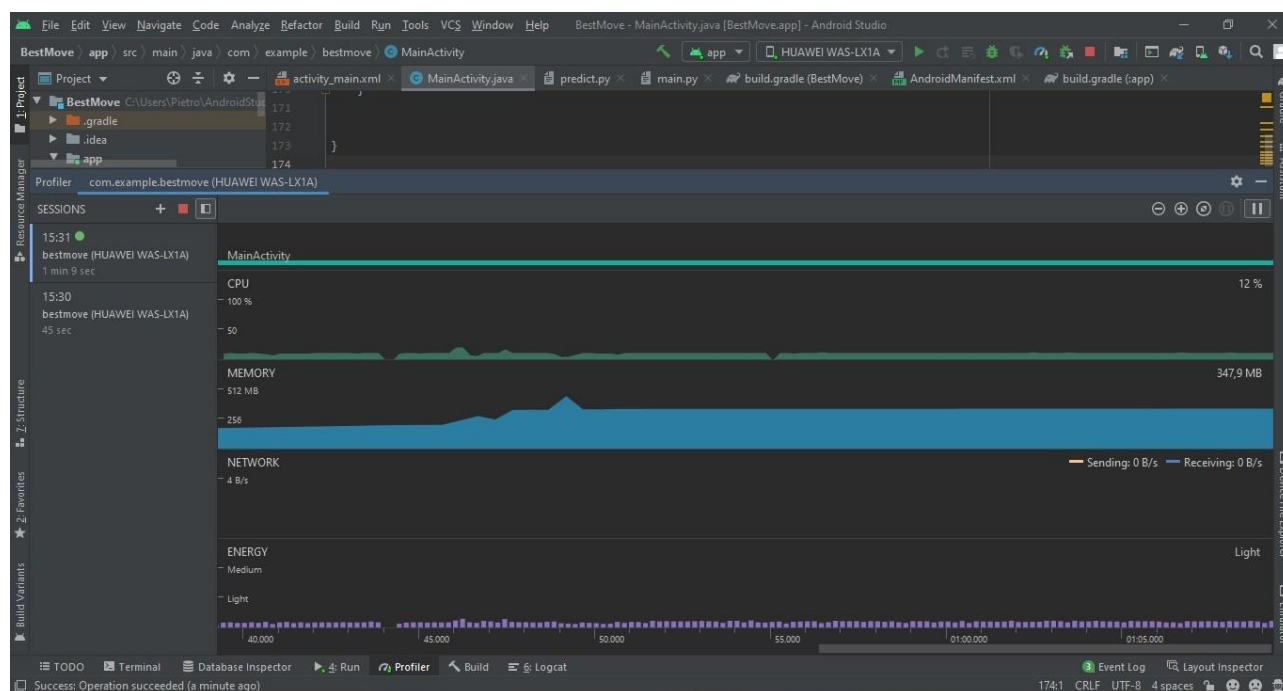 File Edit View Navigate Code Analyze Refactor Build Run Tools VCS Window Help BestMove - MainActivity.java [BestMove.app] - Android Studio
BestMove app src main java com example bestmove MainActivity app HUAWEI WAS-LX1A
Project activity_main.xml MainActivity.java predict.py main.py build.gradle (BestMove) AndroidManifest.xml build.gradle (:app)
1: Project
BestMove C:\Users\Pietro\AndroidStud
171
.gradle
172
.idea
173 }
app
174
Resource Manager
Profiler com.example.bestmove (HUAWEI WAS-LX1A)
SESSIONS
15:31
bestmove (HUAWEI WAS-LX1A)
1 min 9 sec
15:30
bestmove (HUAWEI WAS-LX1A)
45 sec
MainActivity
CPU 12 %
100 %
50
MEMORY 347,9 MB
512 MB
256
NETWORK Sending: 0 B/s Receiving: 0 B/s
4 B/s
ENERGY Light
Medium
Light
40.000 45.000 50.000 55.000 01:00.000 01:05.000
7: Structure
2: Favorites
Build Variants
TODO Terminal Database Inspector 4: Run Profiler Build 6: Logcat 3 Event Log Layout Inspector
Success: Operation succeeded (a minute ago) 174:1 CRLF UTF-8 4 spaces